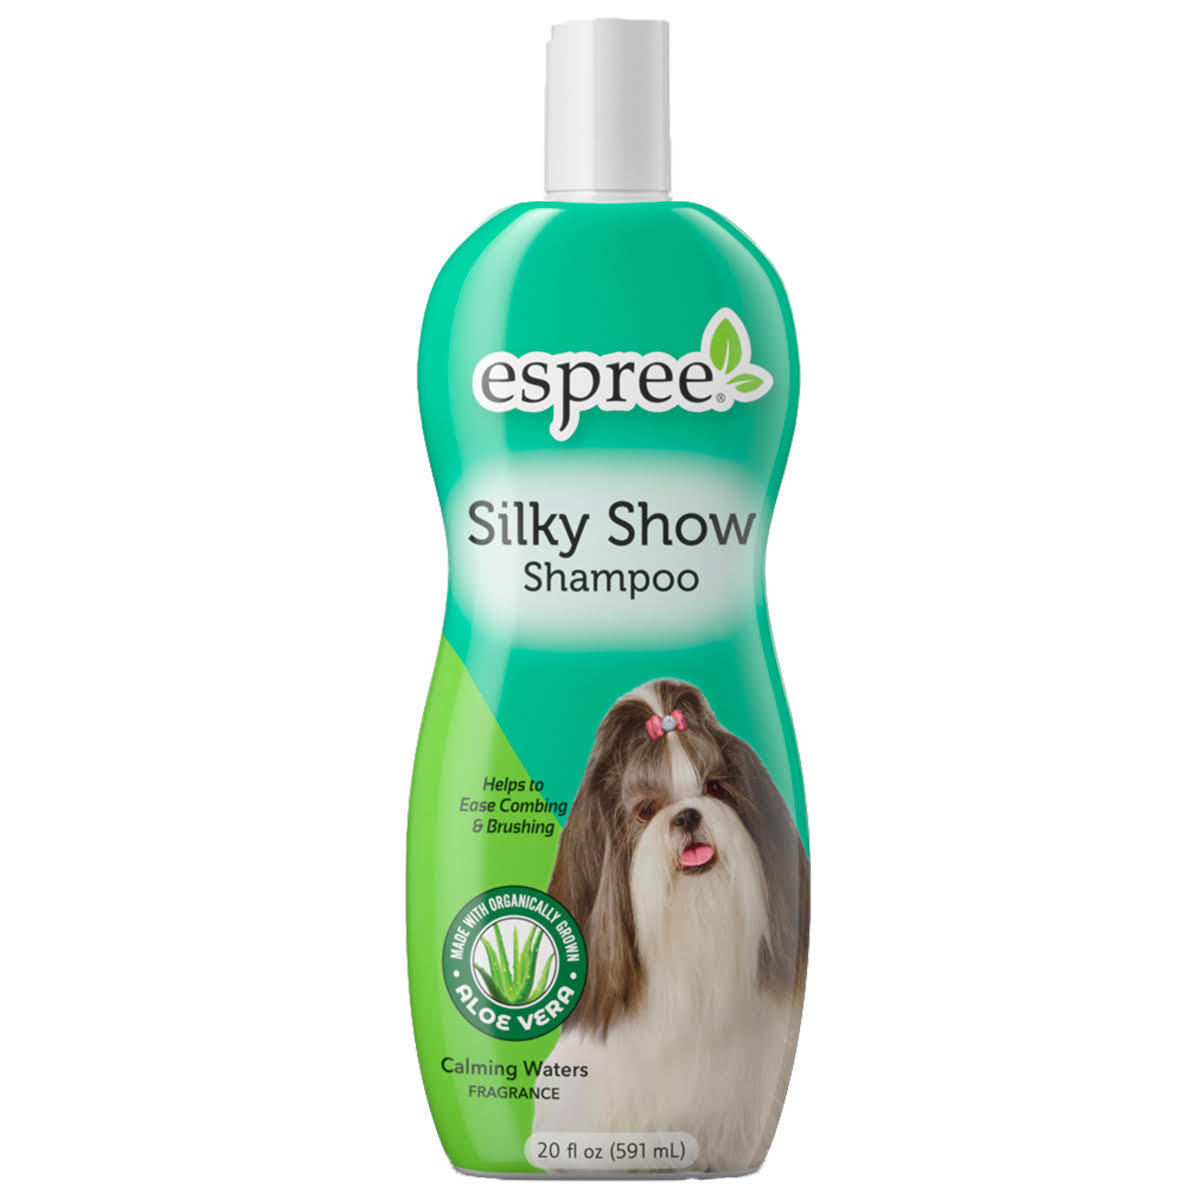 espree®
Silky Show
Shampoo
Helps to
Ease Combing
& Brushing
MADE WITH ORGANICALLY GROWN
• ALOE VERA •
Calming Waters
FRAGRANCE
20 fl oz (591 mL)